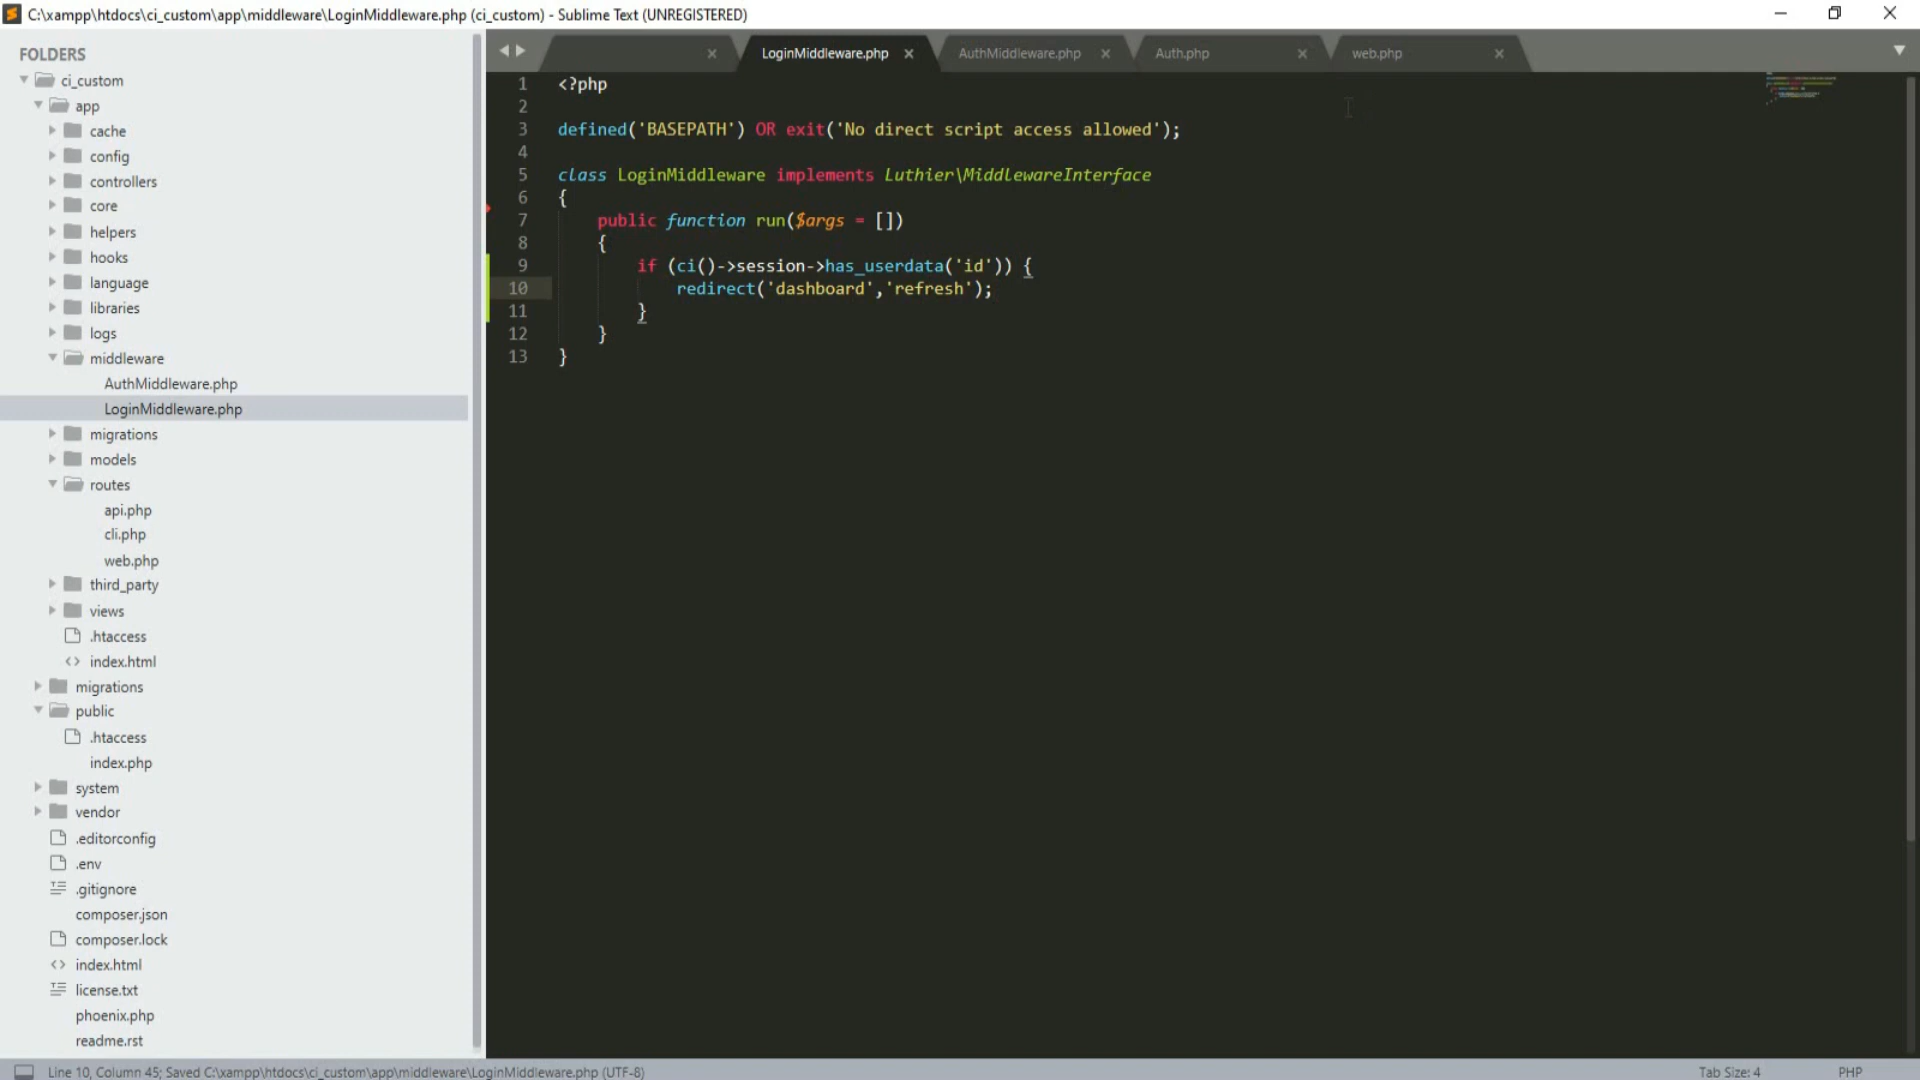 C:\xampp\htdocs\ci_custom\app\middleware\LoginMiddleware.php (ci_custom) - Sublime Text (UNREGISTERED)
FOLDERS
ci_custom
app
cache
config
controllers
core
helpers
hooks
language
libraries
logs
middleware
AuthMiddleware.php
LoginMiddleware.php
migrations
models
routes
api.php
cli.php
web.php
third_party
views
.htaccess
index.html
migrations
public
.htaccess
index.php
system
vendor
.editorconfig
.env
.gitignore
composer.json
composer.lock
index.html
license.txt
phoenix.php
readme.rst
LoginMiddleware.php AuthMiddleware.php Auth.php web.php
1 <?php
2
3 defined('BASEPATH') OR exit('No direct script access allowed');
4
5 class LoginMiddleware implements Luthier\MiddlewareInterface
6 {
7 public function run($args = [])
8 {
9 if (ci()->session->has_userdata('id')) {
10 redirect('dashboard','refresh');
11 }
12 }
13 }
Line 10, Column 45; Saved C:\xampp\htdocs\ci_custom\app\middleware\LoginMiddleware.php (UTF-8) Tab Size: 4 PHP